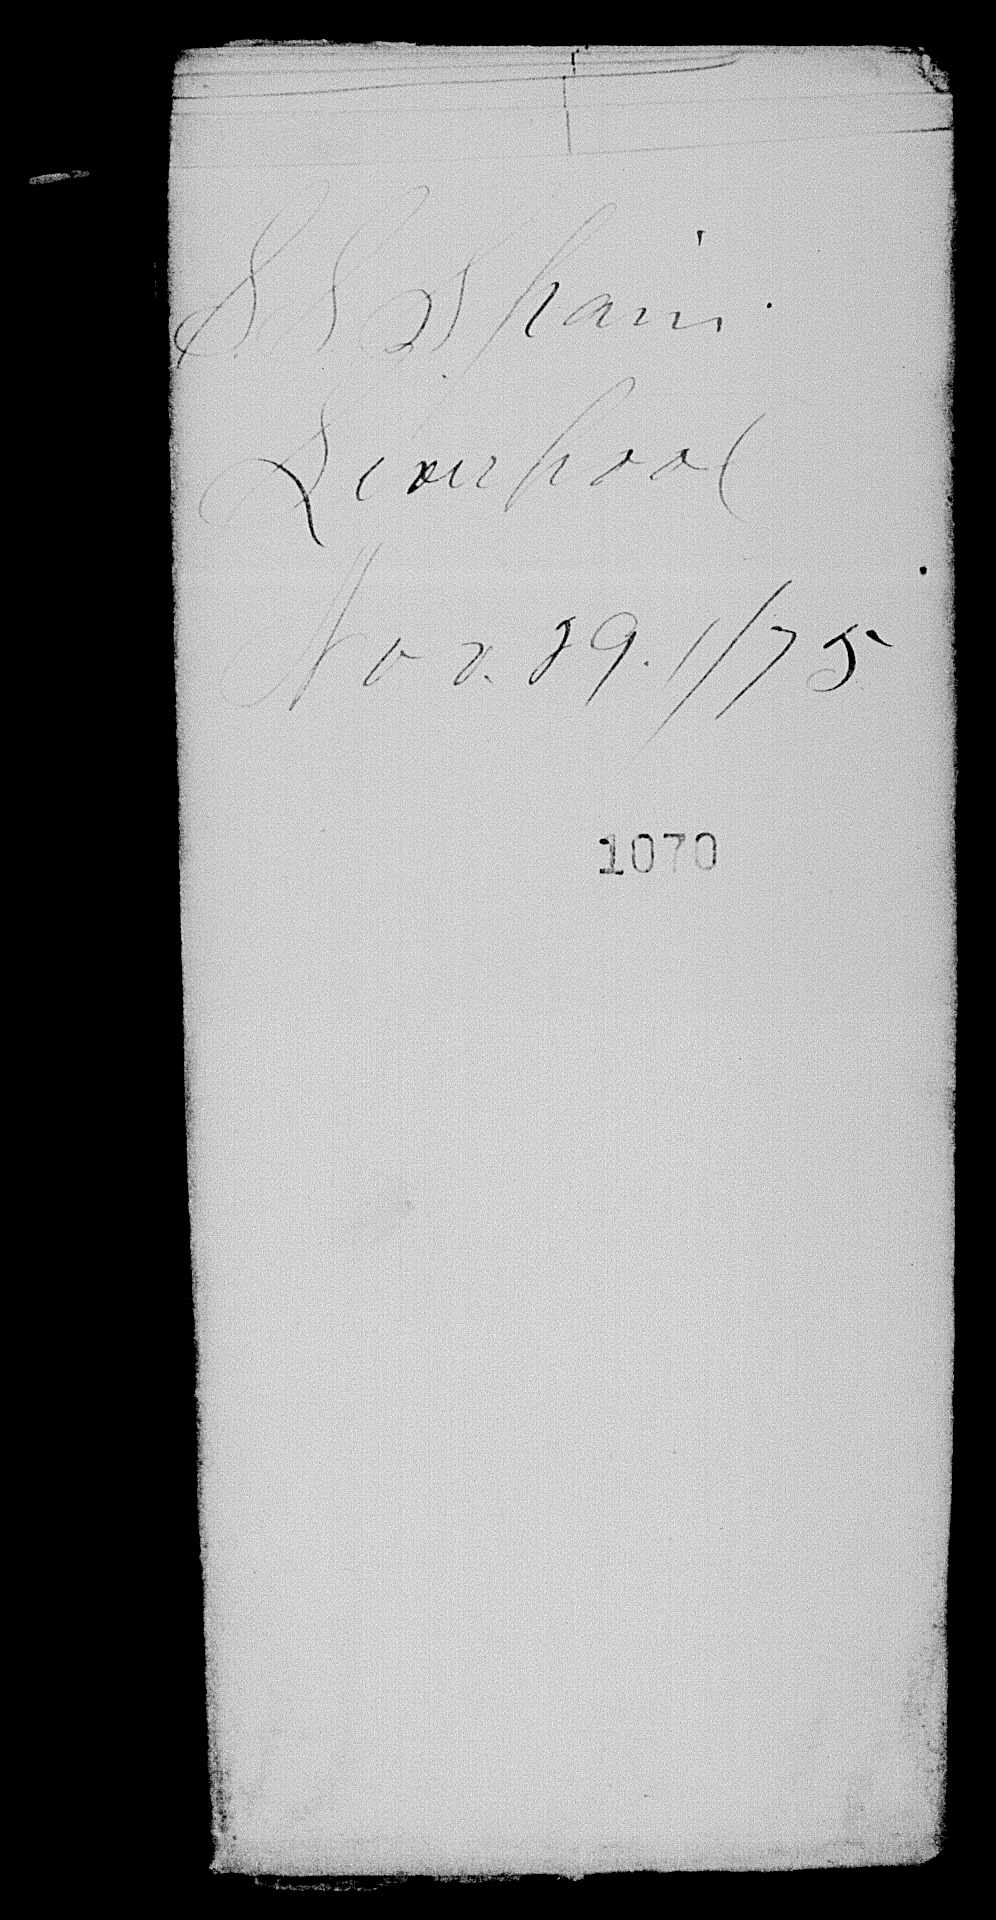 S. S. Spain.
Liverpool
Nov. 29. 1/75
1070